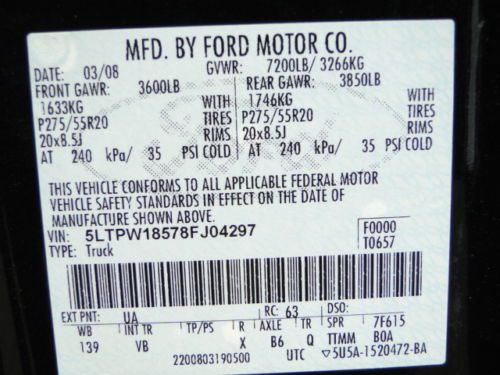 MFD. BY FORD MOTOR CO.
DATE: 03/08 GVWR: 7200LB/ 3266KG
FRONT GAWR: 3600LB REAR GAWR: 3850LB
1633KG WITH 1746KG WITH
P275/55R20 TIRES P275/55R20 TIRES
20x8.5J RIMS 20x8.5J RIMS
AT 240 kPa/ 35 PSI COLD AT 240 kPa/ 35 PSI COLD
THIS VEHICLE CONFORMS TO ALL APPLICABLE FEDERAL MOTOR
VEHICLE SAFETY STANDARDS IN EFFECT ON THE DATE OF
MANUFACTURE SHOWN ABOVE.
VIN: 5LTPW18578FJ04297 F0000
TYPE: Truck T0657
EXT PNT: UA RC: 63 DSO:
WB INT TR TP/PS R AXLE TR SPR 7F615
139 VB X B6 Q TTMM BOA
2200803190500 UTC ▽5U5A-1520472-BA